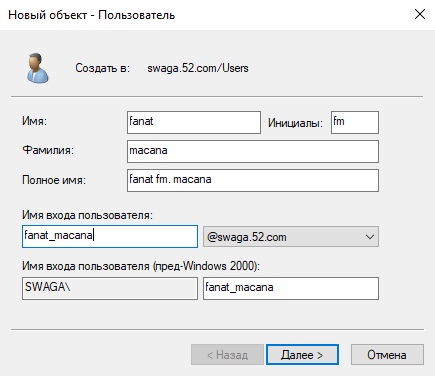 Новый объект - Пользователь
Создать в: swaga.52.com/Users
Имя: fanat Инициалы: fm
Фамилия: macana
Полное имя: fanat fm. macana
Имя входа пользователя:
fanat_macana @swaga.52.com
Имя входа пользователя (пред-Windows 2000):
SWAGA\ fanat_macana
< Назад Далее > Отмена